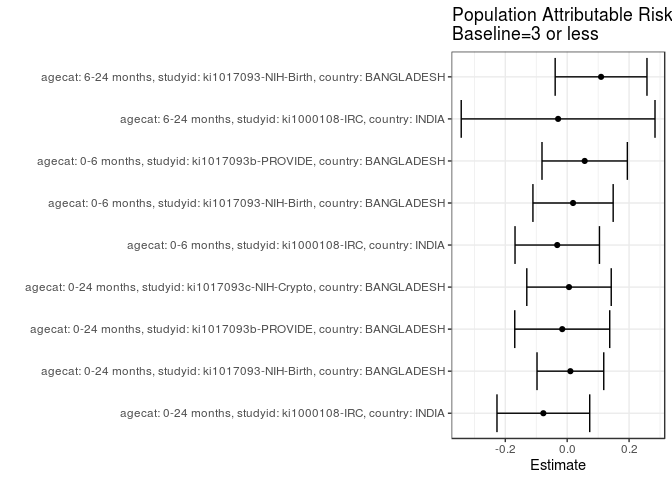 Population Attributable Risk
Baseline=3 or less
agecat: 6-24 months, studyid: ki1017093-NIH-Birth, country: BANGLADESH
agecat: 6-24 months, studyid: ki1000108-IRC, country: INDIA
agecat: 0-6 months, studyid: ki1017093b-PROVIDE, country: BANGLADESH
agecat: 0-6 months, studyid: ki1017093-NIH-Birth, country: BANGLADESH
agecat: 0-6 months, studyid: ki1000108-IRC, country: INDIA
agecat: 0-24 months, studyid: ki1017093c-NIH-Crypto, country: BANGLADESH
agecat: 0-24 months, studyid: ki1017093b-PROVIDE, country: BANGLADESH
agecat: 0-24 months, studyid: ki1017093-NIH-Birth, country: BANGLADESH
agecat: 0-24 months, studyid: ki1000108-IRC, country: INDIA
-0.2 0.0 0.2
Estimate